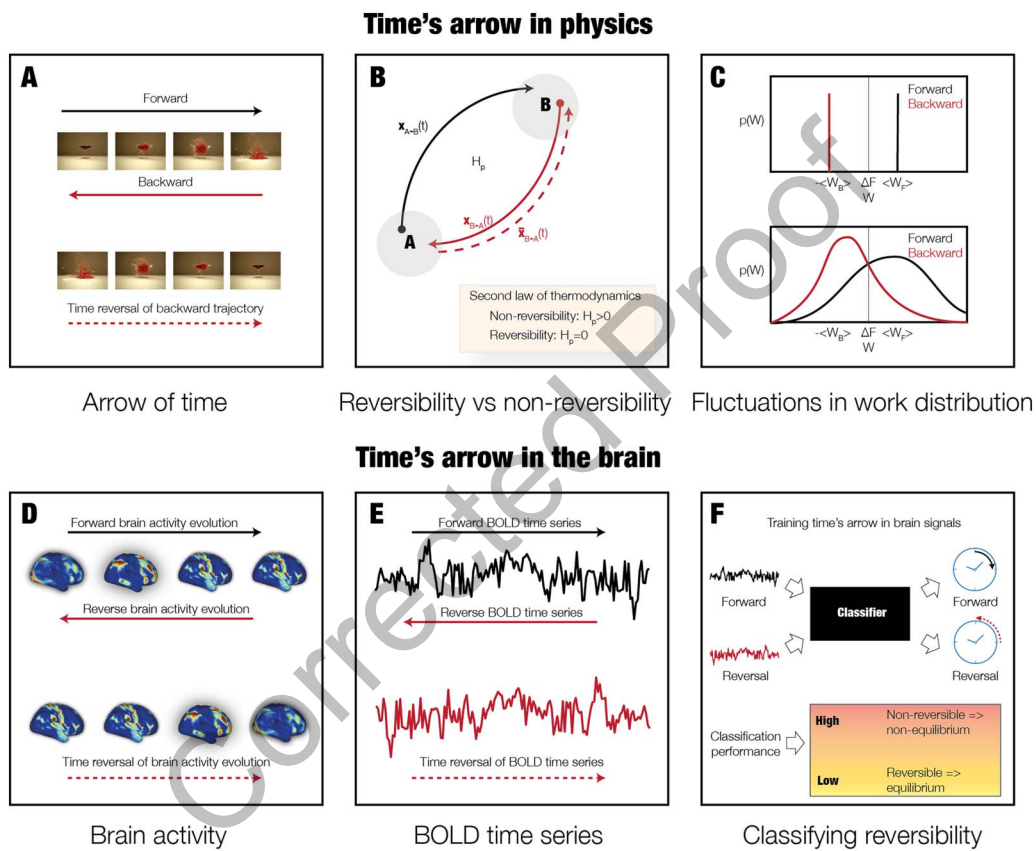 Time's arrow in physics
A
Forward
Backward
Time reversal of backward trajectory
Arrow of time
B
x_A-B(t)
B
H_p
x_B-A(t)
x̄_B-A(t)
A
Second law of thermodynamics
Non-reversibility: H_p>0
Reversibility: H_p=0
Reversibility vs non-reversibility
C
Forward
Backward
p(W)
-<W_B> ΔF <W_F>
W
Forward
Backward
p(W)
-<W_B> ΔF <W_F>
W
Fluctuations in work distribution
Time's arrow in the brain
D
Forward brain activity evolution
Reverse brain activity evolution
Time reversal of brain activity evolution
Brain activity
E
Forward BOLD time series
Reverse BOLD time series
Time reversal of BOLD time series
BOLD time series
F
Training time's arrow in brain signals
Forward
Classifier
Forward
Reversal
Reversal
Classification
performance
High
Non-reversible =>
non-equilibrium
Low
Reversible =>
equilibrium
Classifying reversibility
Corrected Proof